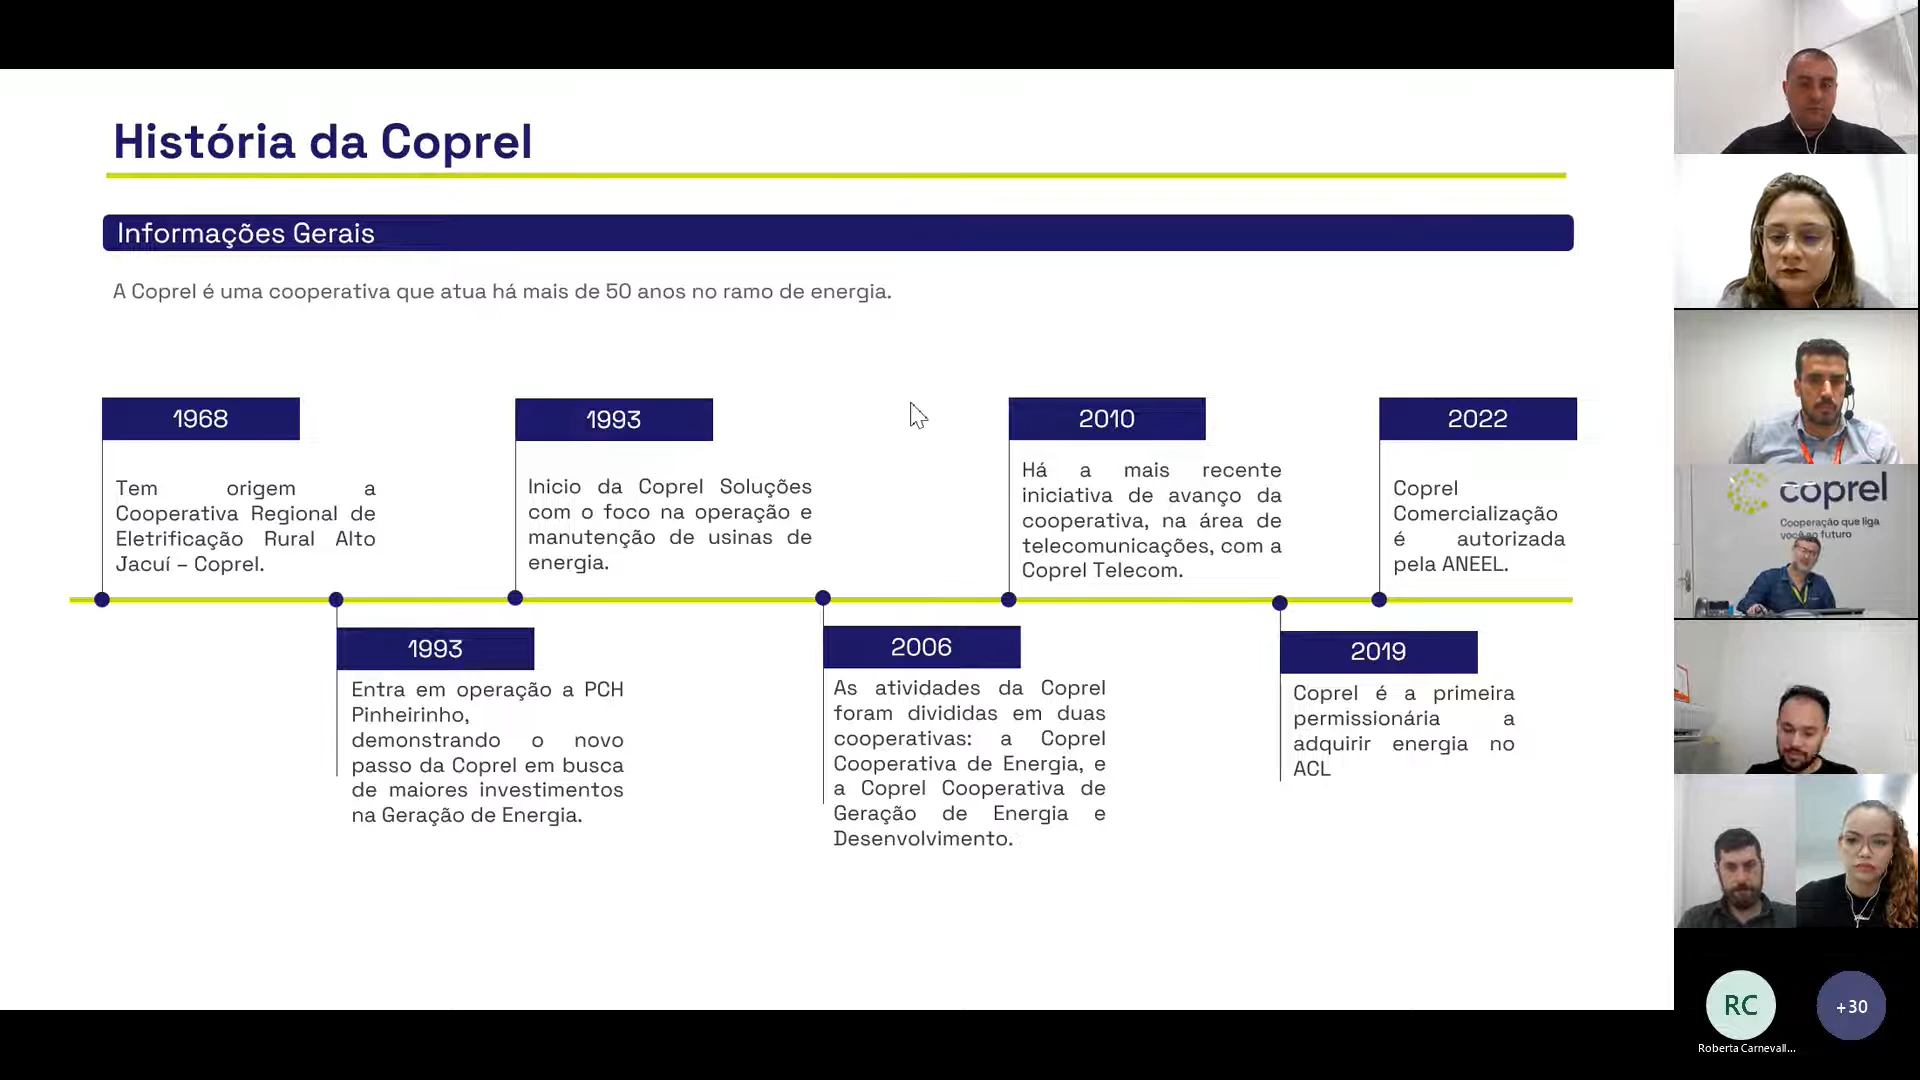 História da Coprel
Informações Gerais
A Coprel é uma cooperativa que atua há mais de 50 anos no ramo de energia.
1968
Tem origem a
Cooperativa Regional de
Eletrificação Rural Alto
Jacuí – Coprel.
1993
Entra em operação a PCH
Pinheirinho,
demonstrando o novo
passo da Coprel em busca
de maiores investimentos
na Geração de Energia.
1993
Inicio da Coprel Soluções
com o foco na operação e
manutenção de usinas de
energia.
2006
As atividades da Coprel
foram divididas em duas
cooperativas: a Coprel
Cooperativa de Energia, e
a Coprel Cooperativa de
Geração de Energia e
Desenvolvimento.
2010
Há a mais recente
iniciativa de avanço da
cooperativa, na área de
telecomunicações, com a
Coprel Telecom.
2019
Coprel é a primeira
permissionária a
adquirir energia no
ACL
2022
Coprel
Comercialização
é autorizada
pela ANEEL.
coprel
Cooperação que liga
você ao futuro
RC
+30
Roberta Carnevall...